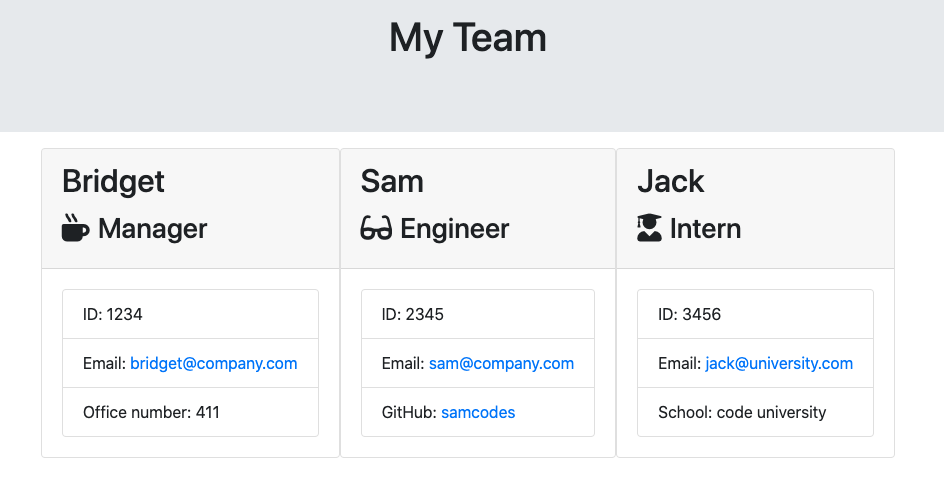 My Team
Bridget
Manager
ID: 1234
Email: bridget@company.com
Office number: 411
Sam
Engineer
ID: 2345
Email: sam@company.com
GitHub: samcodes
Jack
Intern
ID: 3456
Email: jack@university.com
School: code university